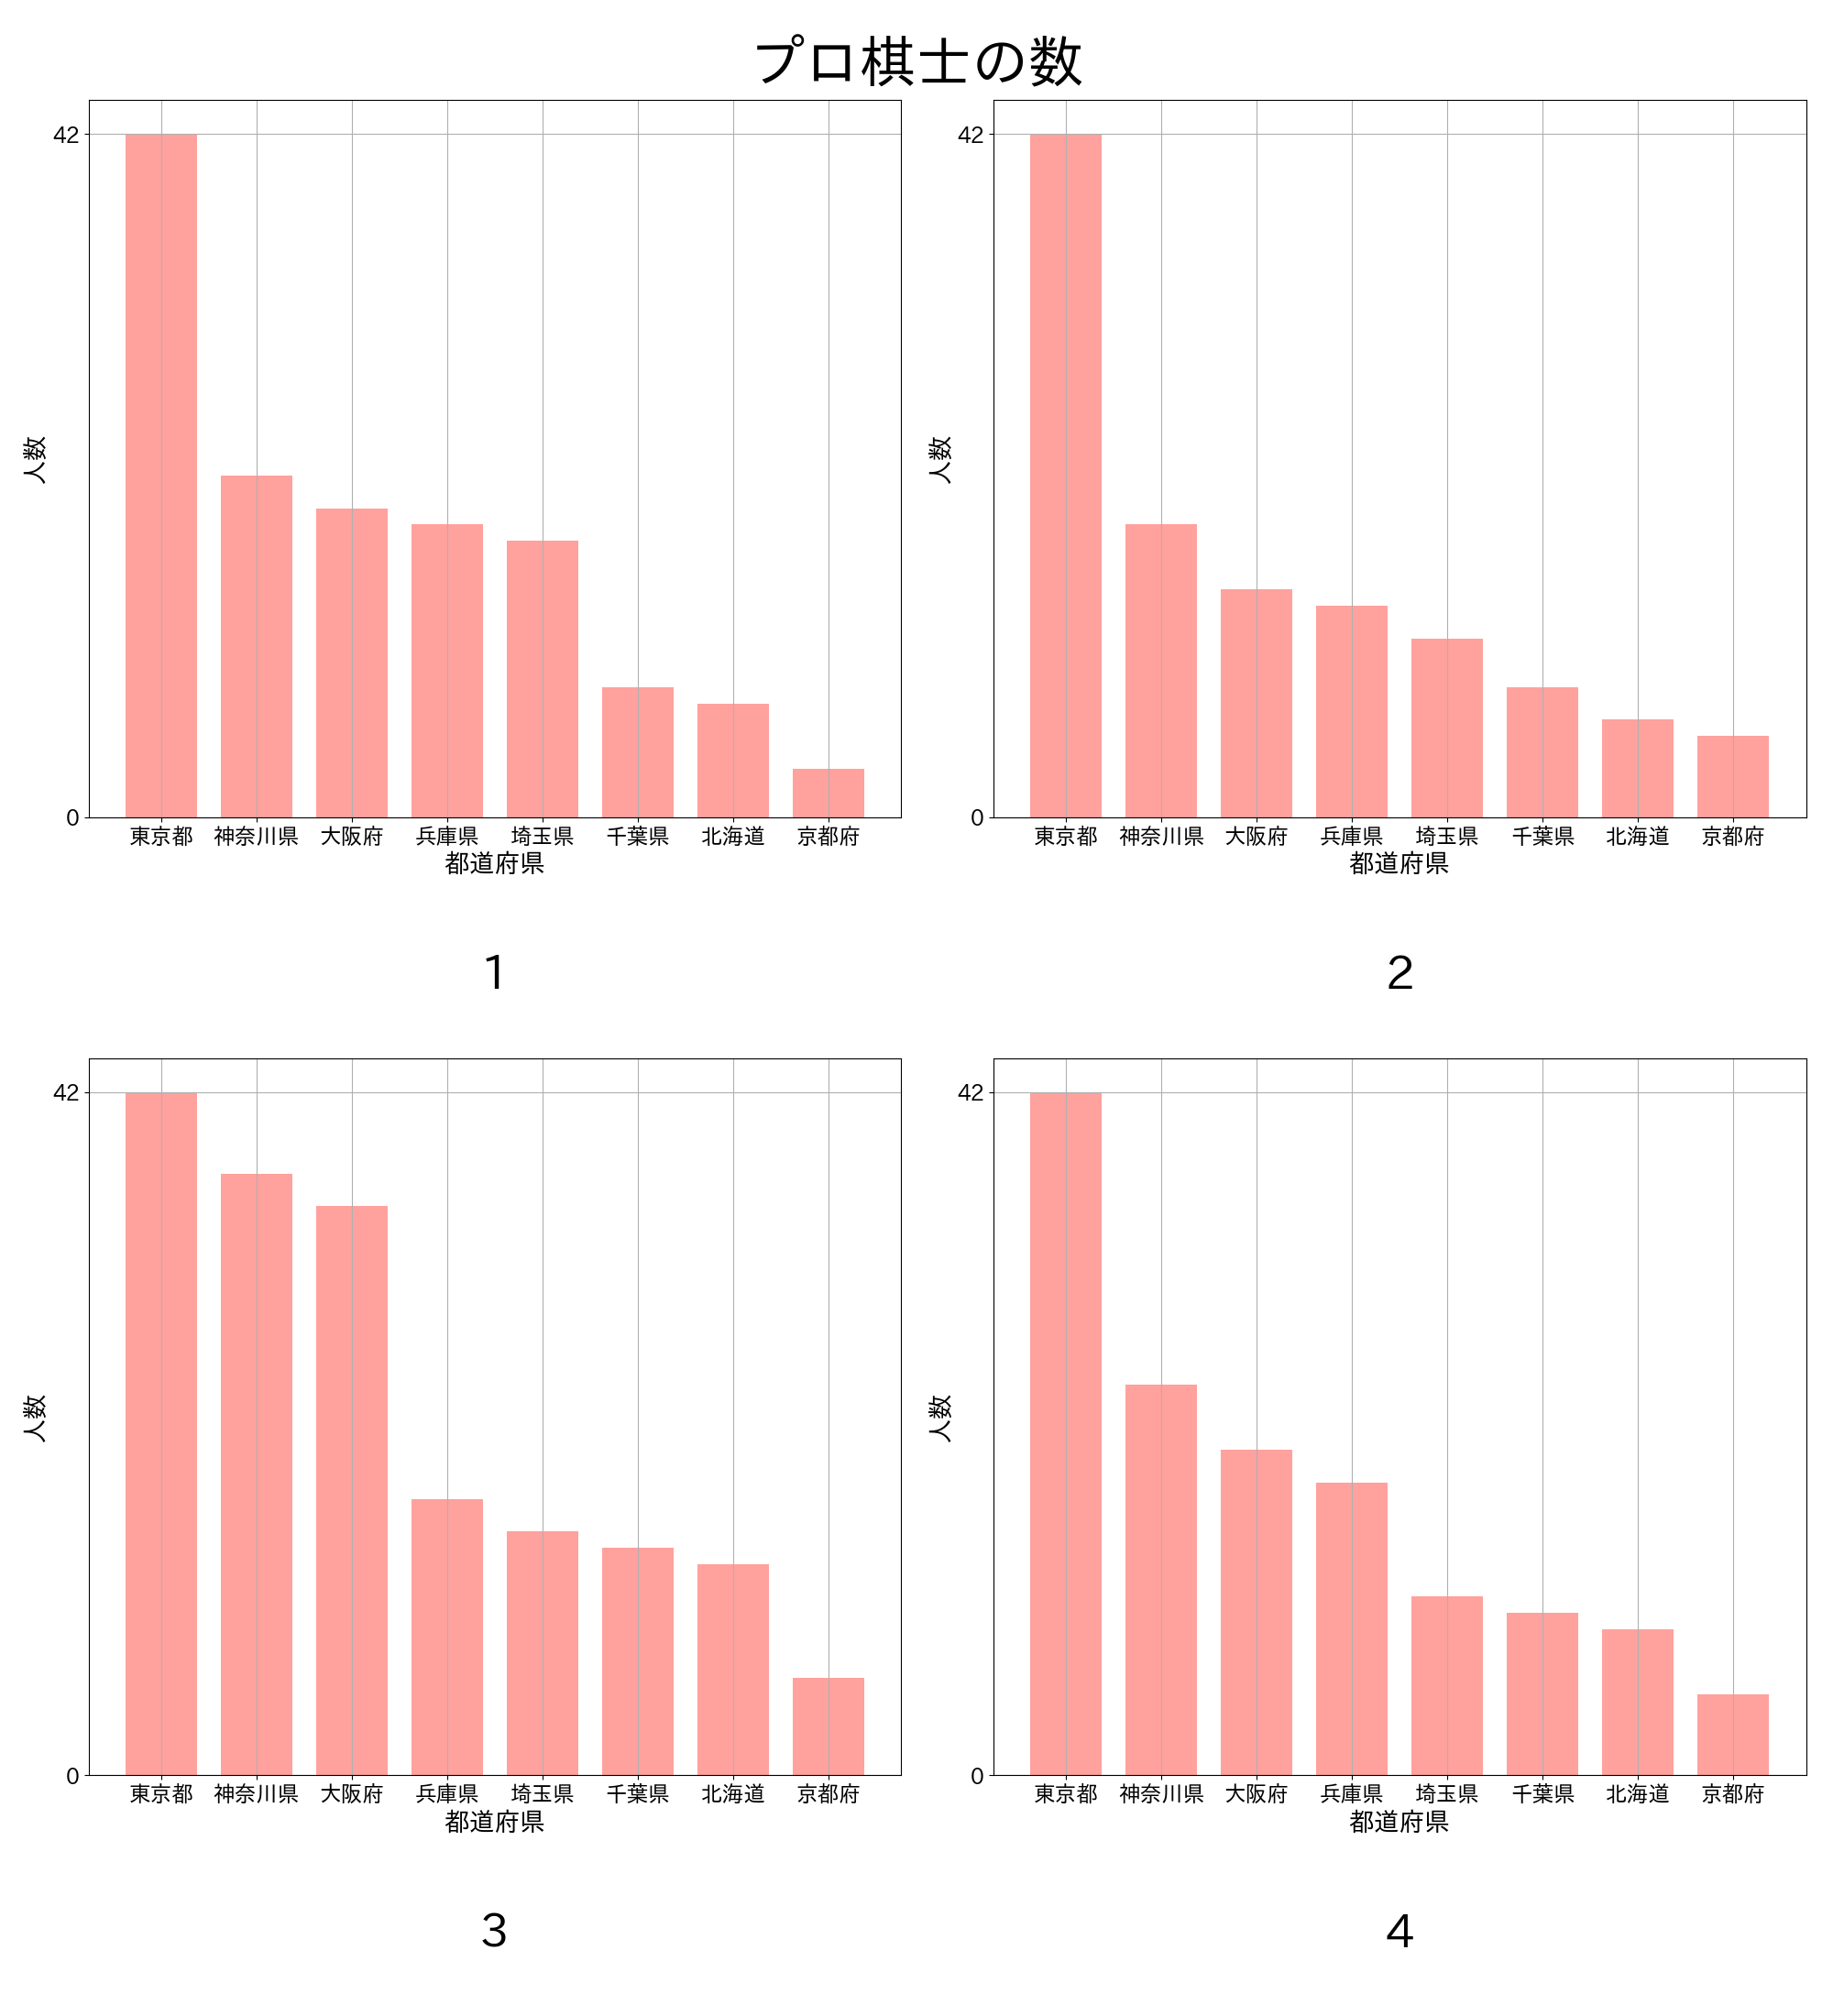 プロ棋士の数
42
人数
0
東京都 神奈川県 大阪府 兵庫県 埼玉県 千葉県 北海道 京都府
都道府県
1
42
人数
0
東京都 神奈川県 大阪府 兵庫県 埼玉県 千葉県 北海道 京都府
都道府県
2
42
人数
0
東京都 神奈川県 大阪府 兵庫県 埼玉県 千葉県 北海道 京都府
都道府県
3
42
人数
0
東京都 神奈川県 大阪府 兵庫県 埼玉県 千葉県 北海道 京都府
都道府県
4